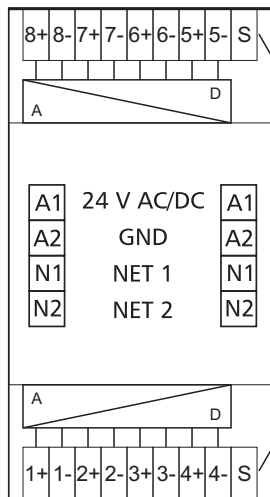 8+ 8- 7+ 7- 6+ 6- 5+ 5- S
D
A
A1 24 V AC/DC A1
A2 GND A2
N1 NET 1 N1
N2 NET 2 N2
A
D
1+ 1- 2+ 2- 3+ 3- 4+ 4- S